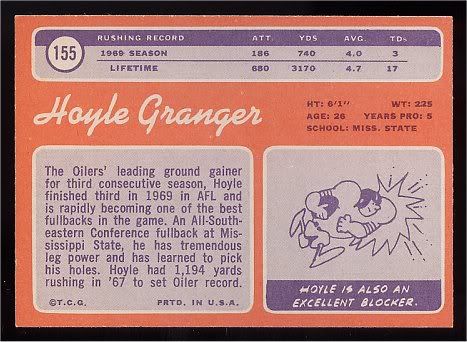 155
RUSHING RECORD ATT. YDS AVG. TDs
1969 SEASON 186 740 4.0 3
LIFETIME 680 3170 4.7 17
Hoyle Granger
HT: 6'1" WT: 225
AGE: 26 YEARS PRO: 5
SCHOOL: MISS. STATE
The Oilers' leading ground gainer
for third consecutive season, Hoyle
finished third in 1969 in AFL and
is rapidly becoming one of the best
fullbacks in the game. An All-South-
eastern Conference fullback at Mis-
sissippi State, he has tremendous
leg power and has learned to pick
his holes. Hoyle had 1,194 yards
rushing in '67 to set Oiler record.
©T.C.G. PRTD. IN U.S.A.
HOYLE IS ALSO AN
EXCELLENT BLOCKER.